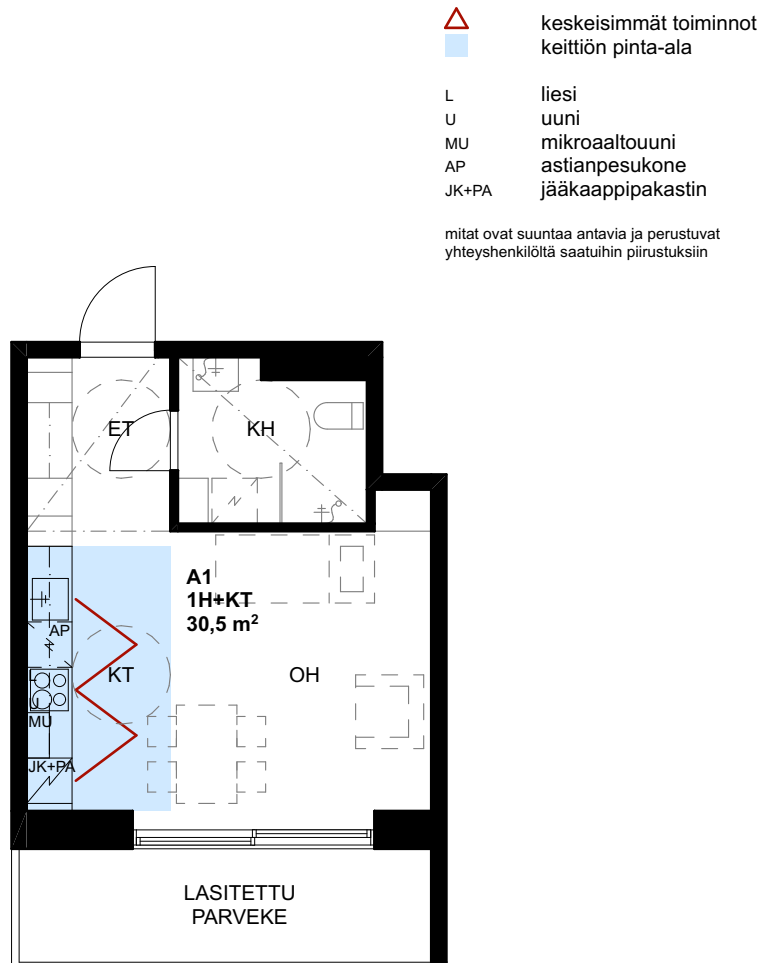 keskeisimmät toiminnot
keittiön pinta-ala
L liesi
U uuni
MU mikroaaltouuni
AP astianpesukone
JK+PA jääkaappipakastin
mitat ovat suuntaa antavia ja perustuvat
yhteyshenkilöltä saatuihin piirustuksiin
ET
KH
A1
1H+KT
30,5 m²
AP
L
KT
OH
U
MU
JK+PA
LASITETTU
PARVEKE